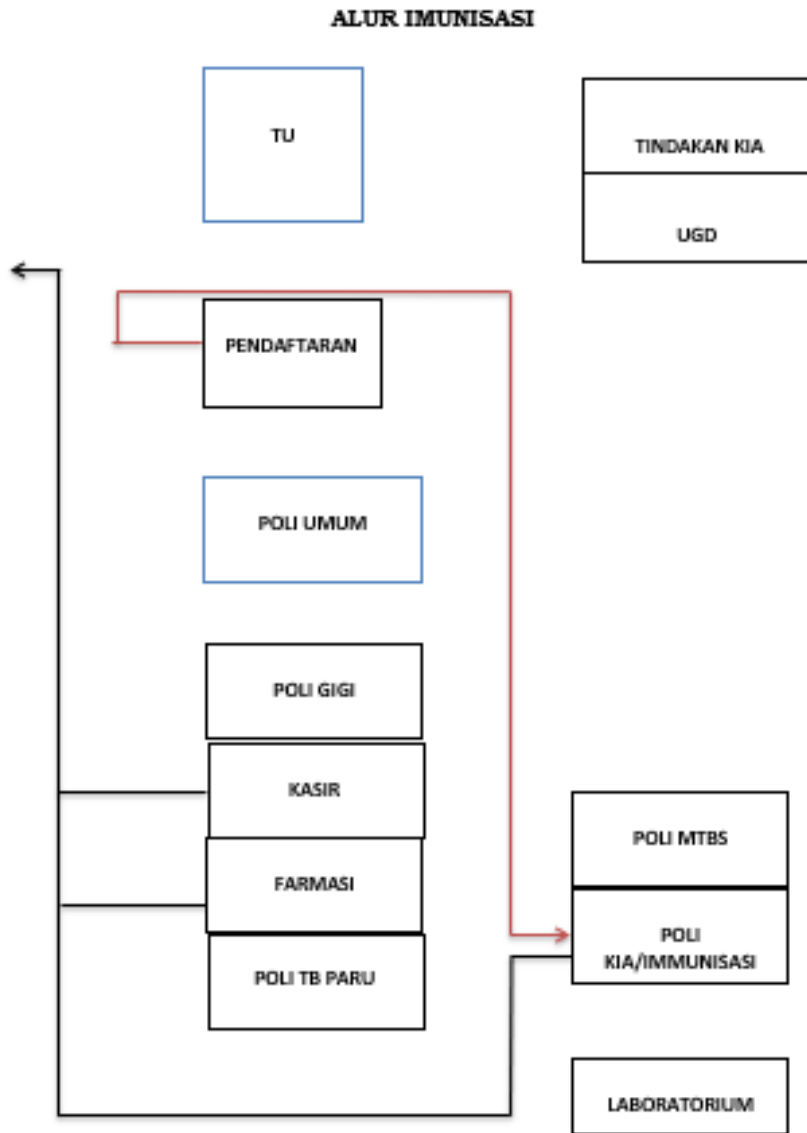 ALUR IMUNISASI
TU
TINDAKAN KIA
UGD
PENDAFTARAN
POLI UMUM
POLI GIGI
KASIR
FARMASI
POLI TB PARU
POLI MTBS
POLI
KIA/IMMUNISASI
LABORATORIUM